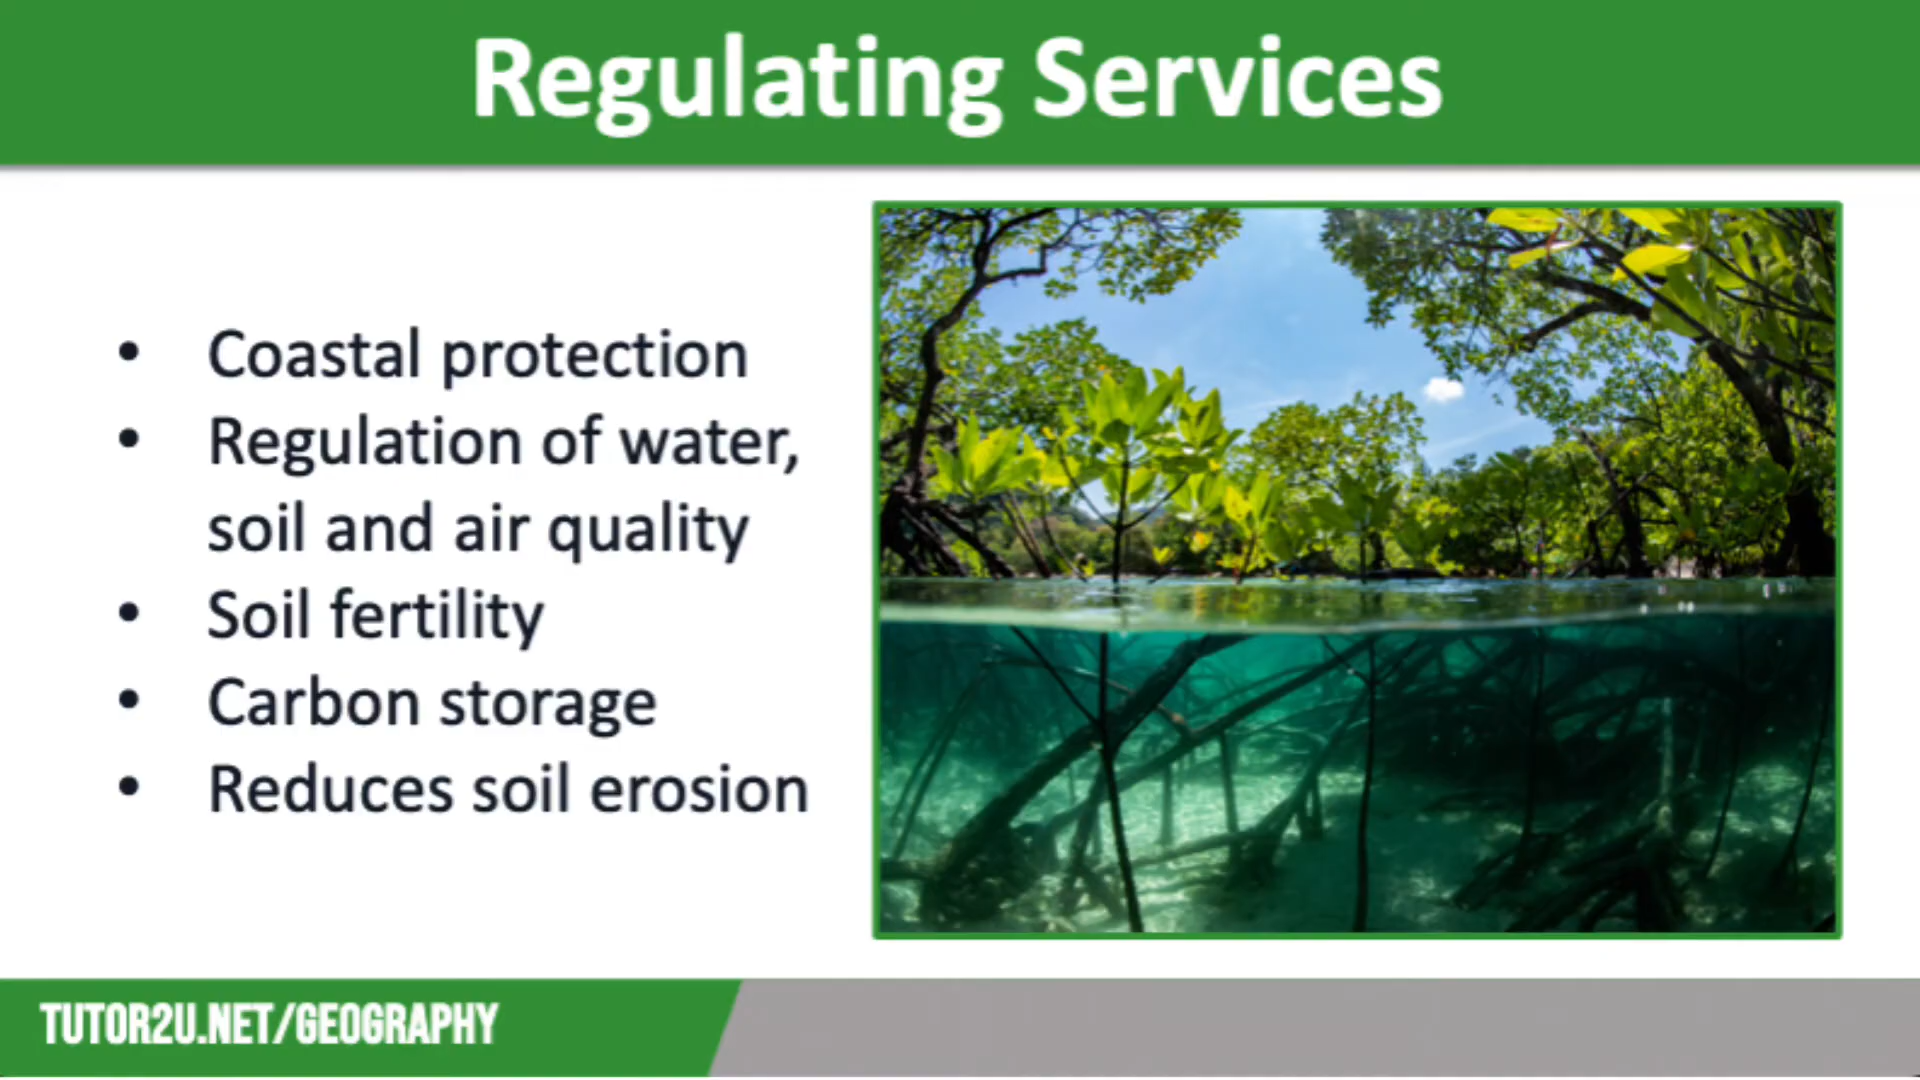 Regulating Services
• Coastal protection
• Regulation of water,
soil and air quality
• Soil fertility
• Carbon storage
• Reduces soil erosion
TUTOR2U.NET/GEOGRAPHY